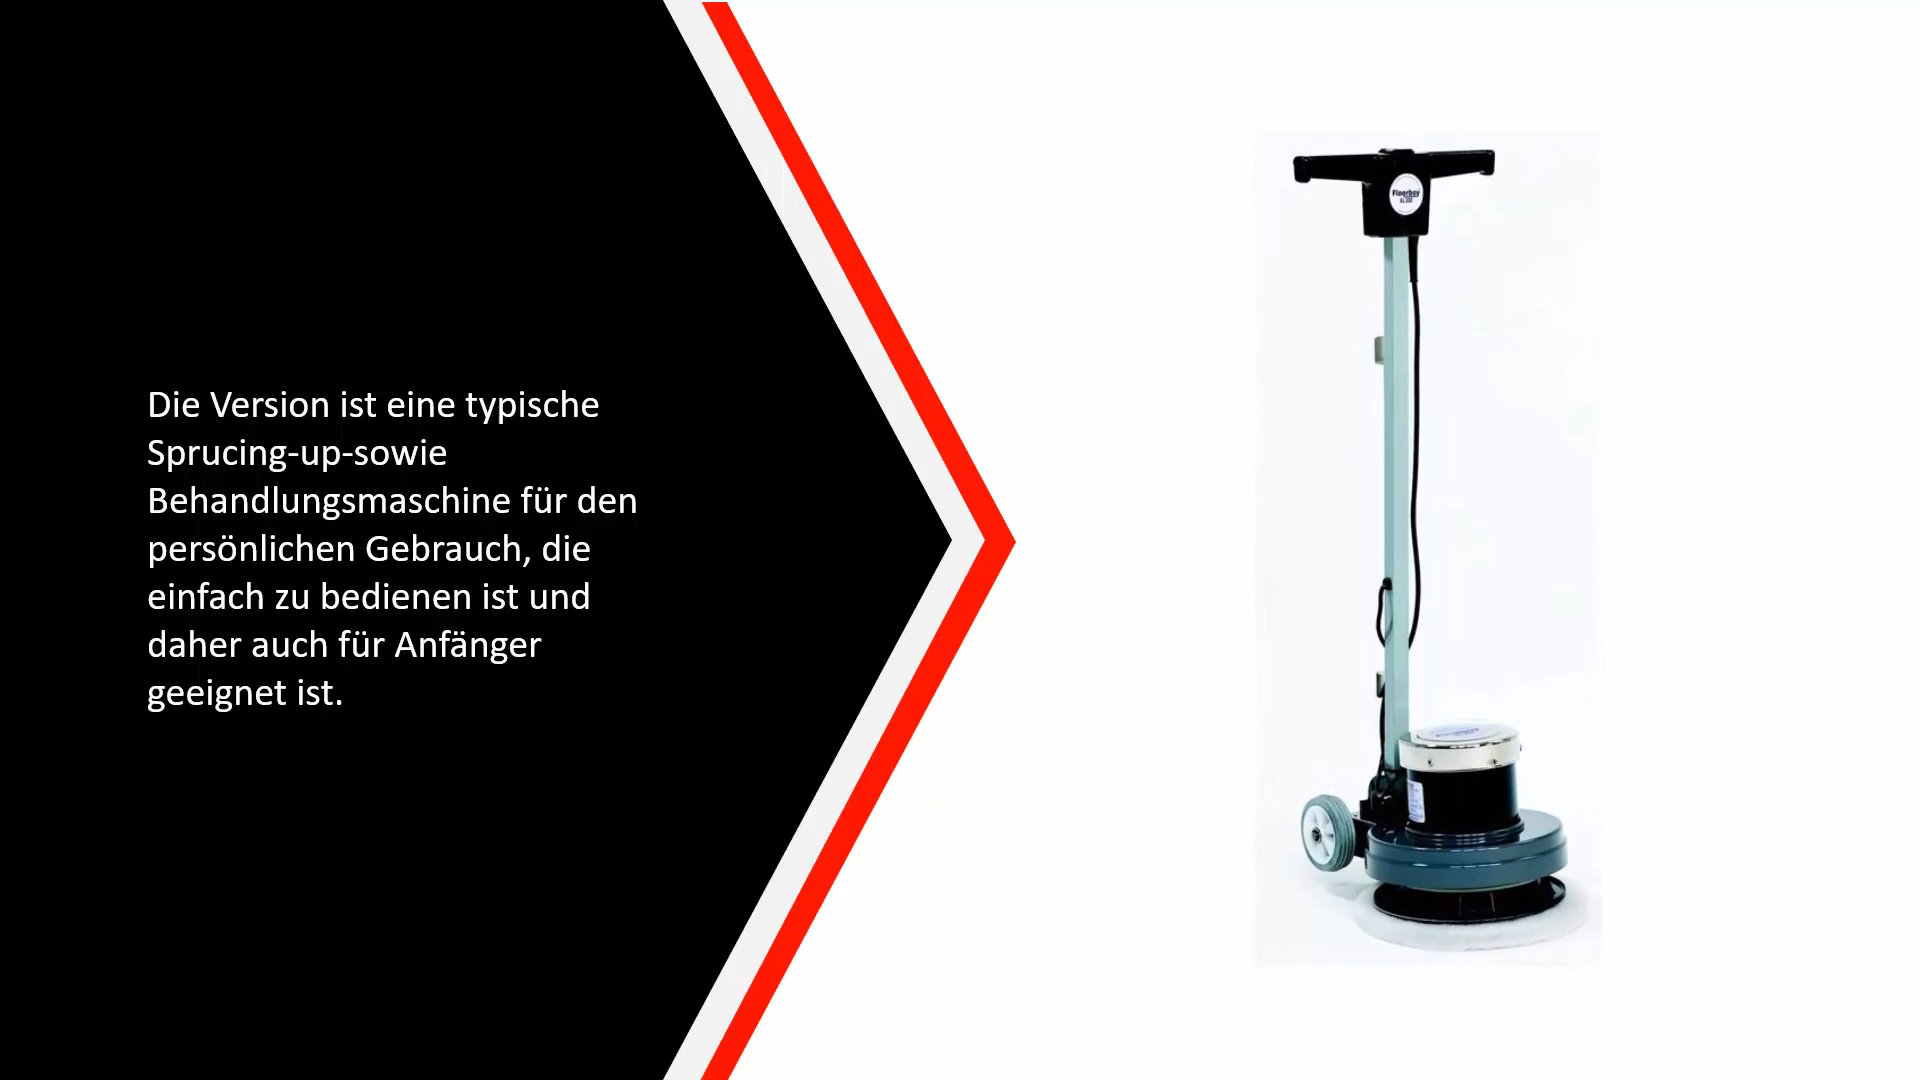 Die Version ist eine typische
Sprucing-up-sowie
Behandlungsmaschine für den
persönlichen Gebrauch, die
einfach zu bedienen ist und
daher auch für Anfänger
geeignet ist.
Floorboy